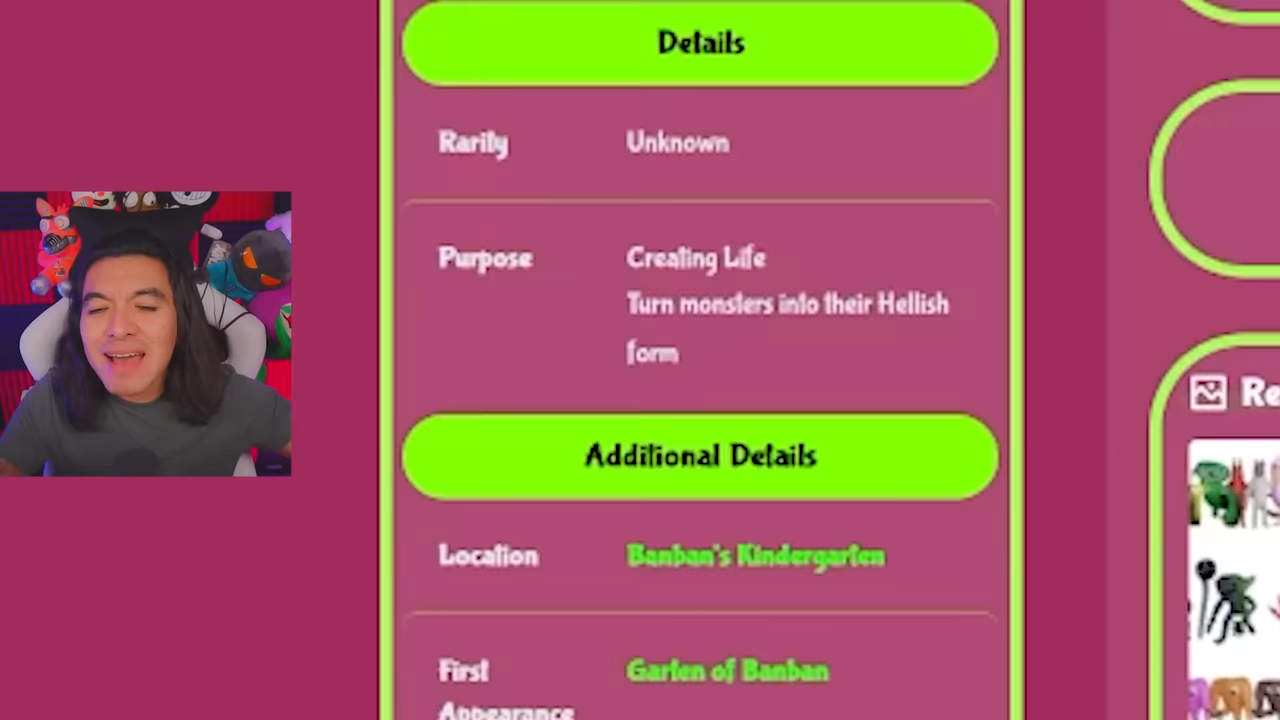 Details
Rarity Unknown
Purpose Creating Life
Turn monsters into their Hellish
form
Additional Details
Location Banban's Kindergarten
First Garten of Banban
Appearance
Re